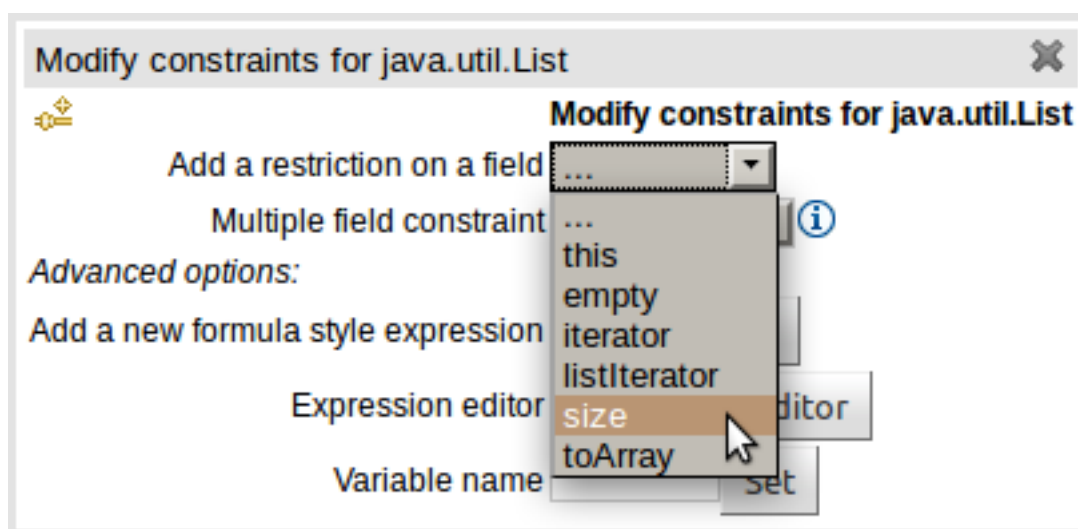 Modify constraints for java.util.List
Modify constraints for java.util.List
Add a restriction on a field ...
Multiple field constraint ...
this
Advanced options:
empty
Add a new formula style expression iterator
listIterator
Expression editor size ditor
toArray
Variable name Set